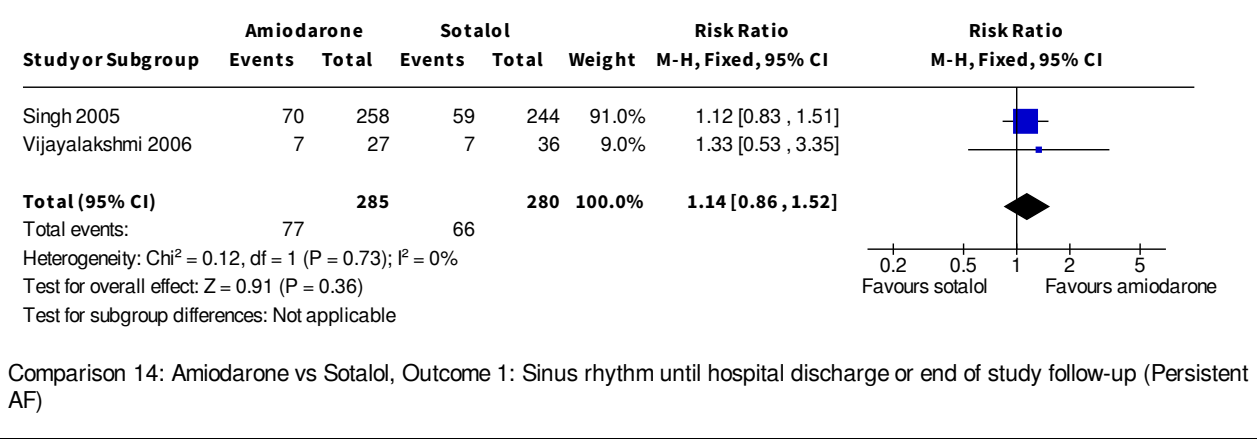 Amiodarone Sotalol Risk Ratio Risk Ratio
Study or Subgroup Events Total Events Total Weight M-H, Fixed, 95% CI M-H, Fixed, 95% CI
Singh 2005 70 258 59 244 91.0% 1.12 [0.83 , 1.51]
Vijayalakshmi 2006 7 27 7 36 9.0% 1.33 [0.53 , 3.35]
Total (95% CI) 285 280 100.0% 1.14 [0.86 , 1.52]
Total events: 77 66
Heterogeneity: Chi² = 0.12, df = 1 (P = 0.73); I² = 0%
0.2 0.5 1 2 5
Test for overall effect: Z = 0.91 (P = 0.36)
Favours sotalol Favours amiodarone
Test for subgroup differences: Not applicable
Comparison 14: Amiodarone vs Sotalol, Outcome 1: Sinus rhythm until hospital discharge or end of study follow-up (Persistent
AF)